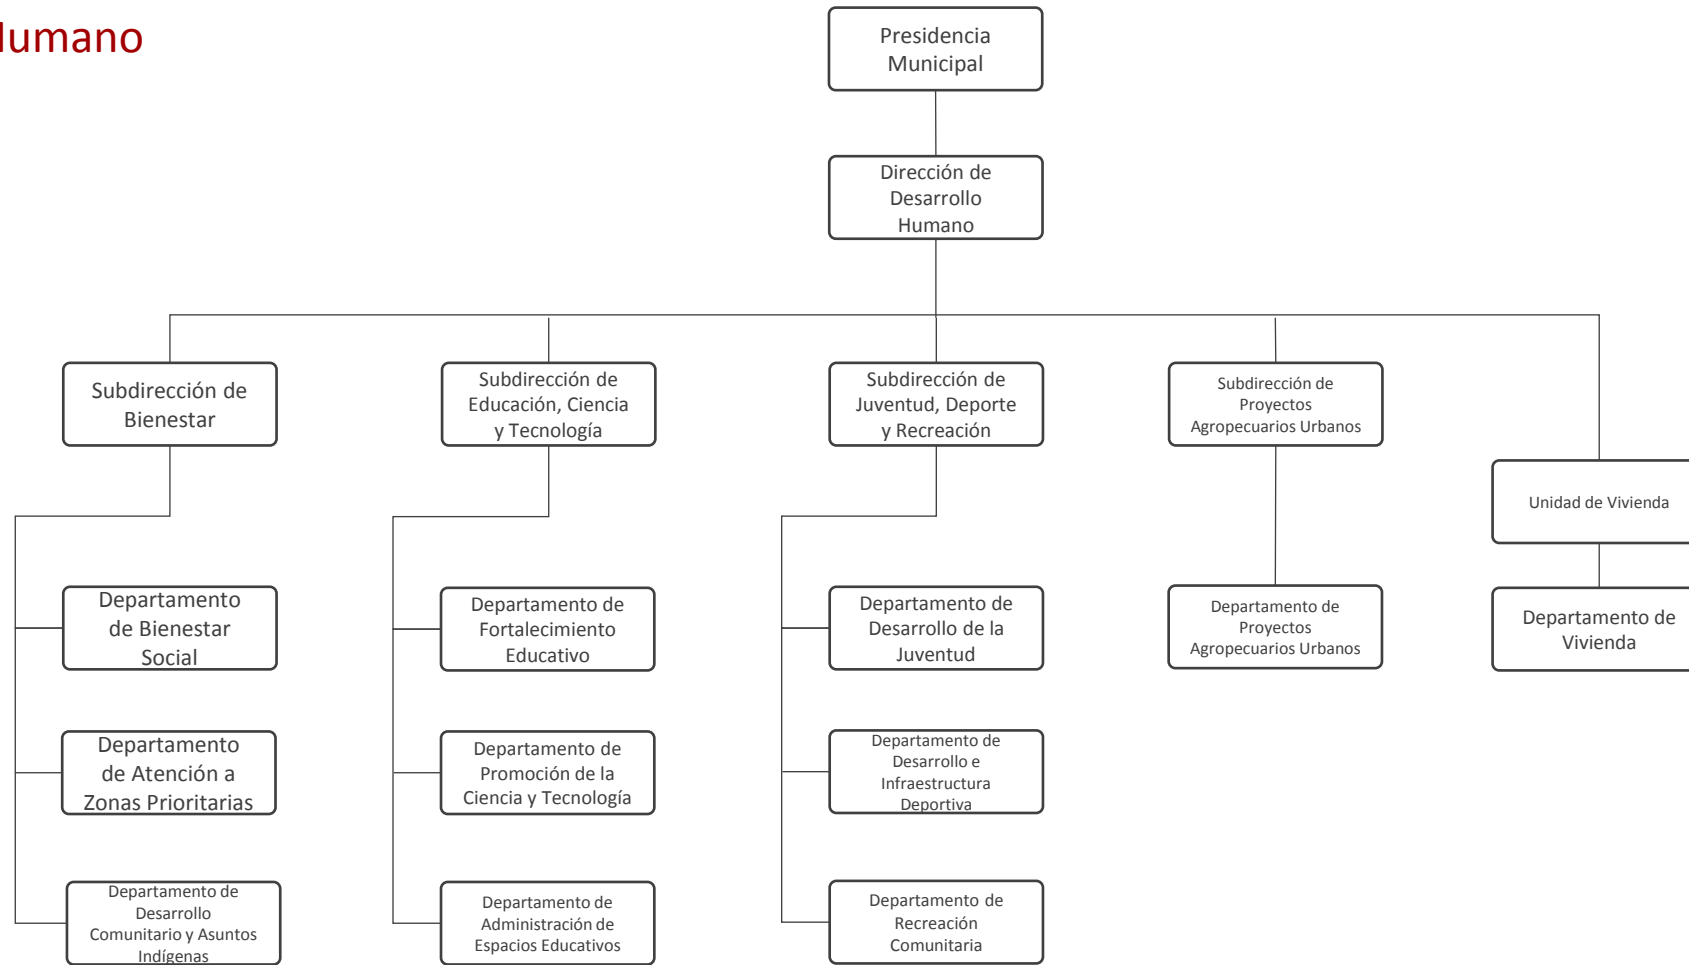 Humano
Presidencia
Municipal
Dirección de
Desarrollo
Humano
Subdirección de
Bienestar
Subdirección de
Educación, Ciencia
y Tecnología
Subdirección de
Juventud, Deporte
y Recreación
Subdirección de
Proyectos
Agropecuarios Urbanos
Unidad de Vivienda
Departamento
de Bienestar
Social
Departamento de
Fortalecimiento
Educativo
Departamento de
Desarrollo de la
Juventud
Departamento de
Proyectos
Agropecuarios Urbanos
Departamento de
Vivienda
Departamento
de Atención a
Zonas Prioritarias
Departamento de
Promoción de la
Ciencia y Tecnología
Departamento de
Desarrollo e
Infraestructura
Deportiva
Departamento de
Desarrollo
Comunitario y Asuntos
Indígenas
Departamento de
Administración de
Espacios Educativos
Departamento de
Recreación
Comunitaria